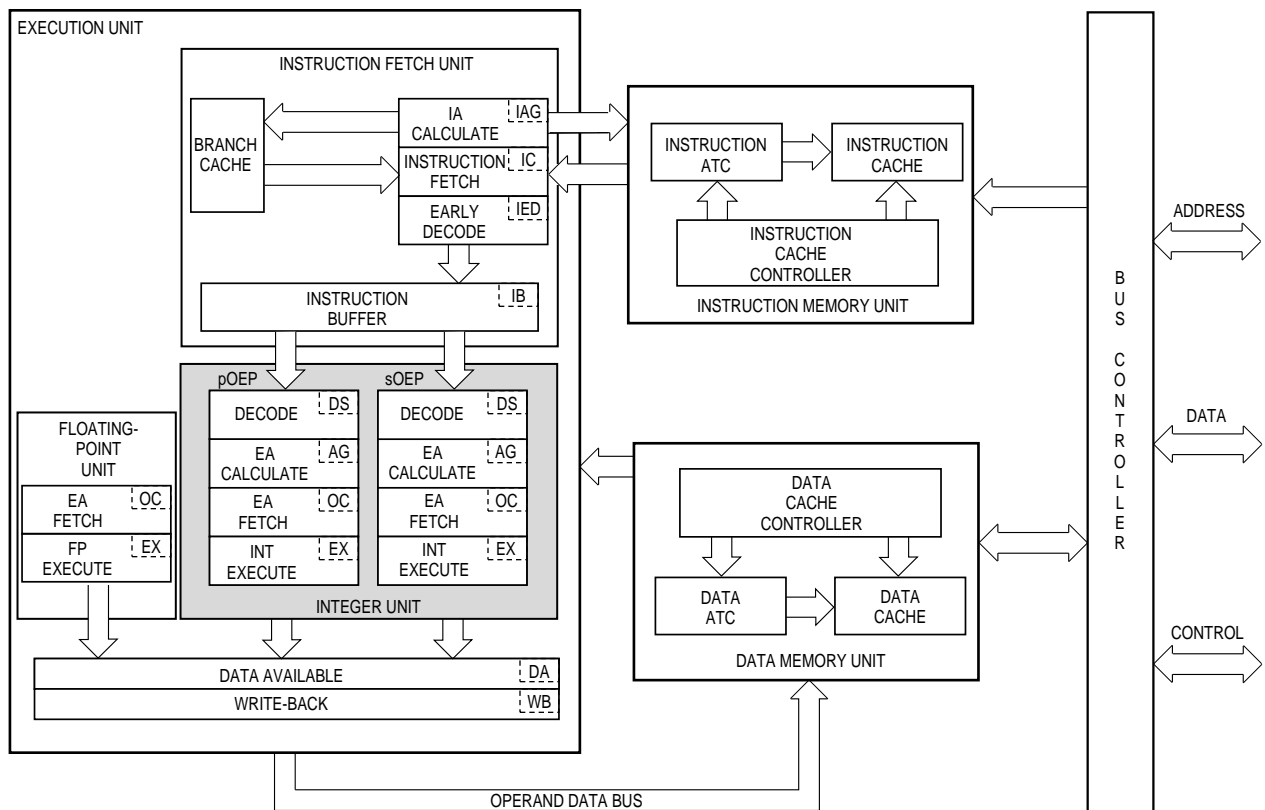 EXECUTION UNIT
INSTRUCTION FETCH UNIT
BRANCH
CACHE
IA
CALCULATE
IAG
INSTRUCTION
FETCH
IC
EARLY
DECODE
IED
INSTRUCTION
BUFFER
IB
pOEP
DECODE
DS
EA
CALCULATE
AG
EA
FETCH
OC
INT
EXECUTE
EX
sOEP
DECODE
DS
EA
CALCULATE
AG
EA
FETCH
OC
INT
EXECUTE
EX
INTEGER UNIT
FLOATING-
POINT
UNIT
EA
FETCH
OC
FP
EXECUTE
EX
DATA AVAILABLE
DA
WRITE-BACK
WB
INSTRUCTION
ATC
INSTRUCTION
CACHE
INSTRUCTION
CACHE
CONTROLLER
INSTRUCTION MEMORY UNIT
DATA
CACHE
CONTROLLER
DATA
ATC
DATA
CACHE
DATA MEMORY UNIT
OPERAND DATA BUS
BUS CONTROLLER
ADDRESS
DATA
CONTROL